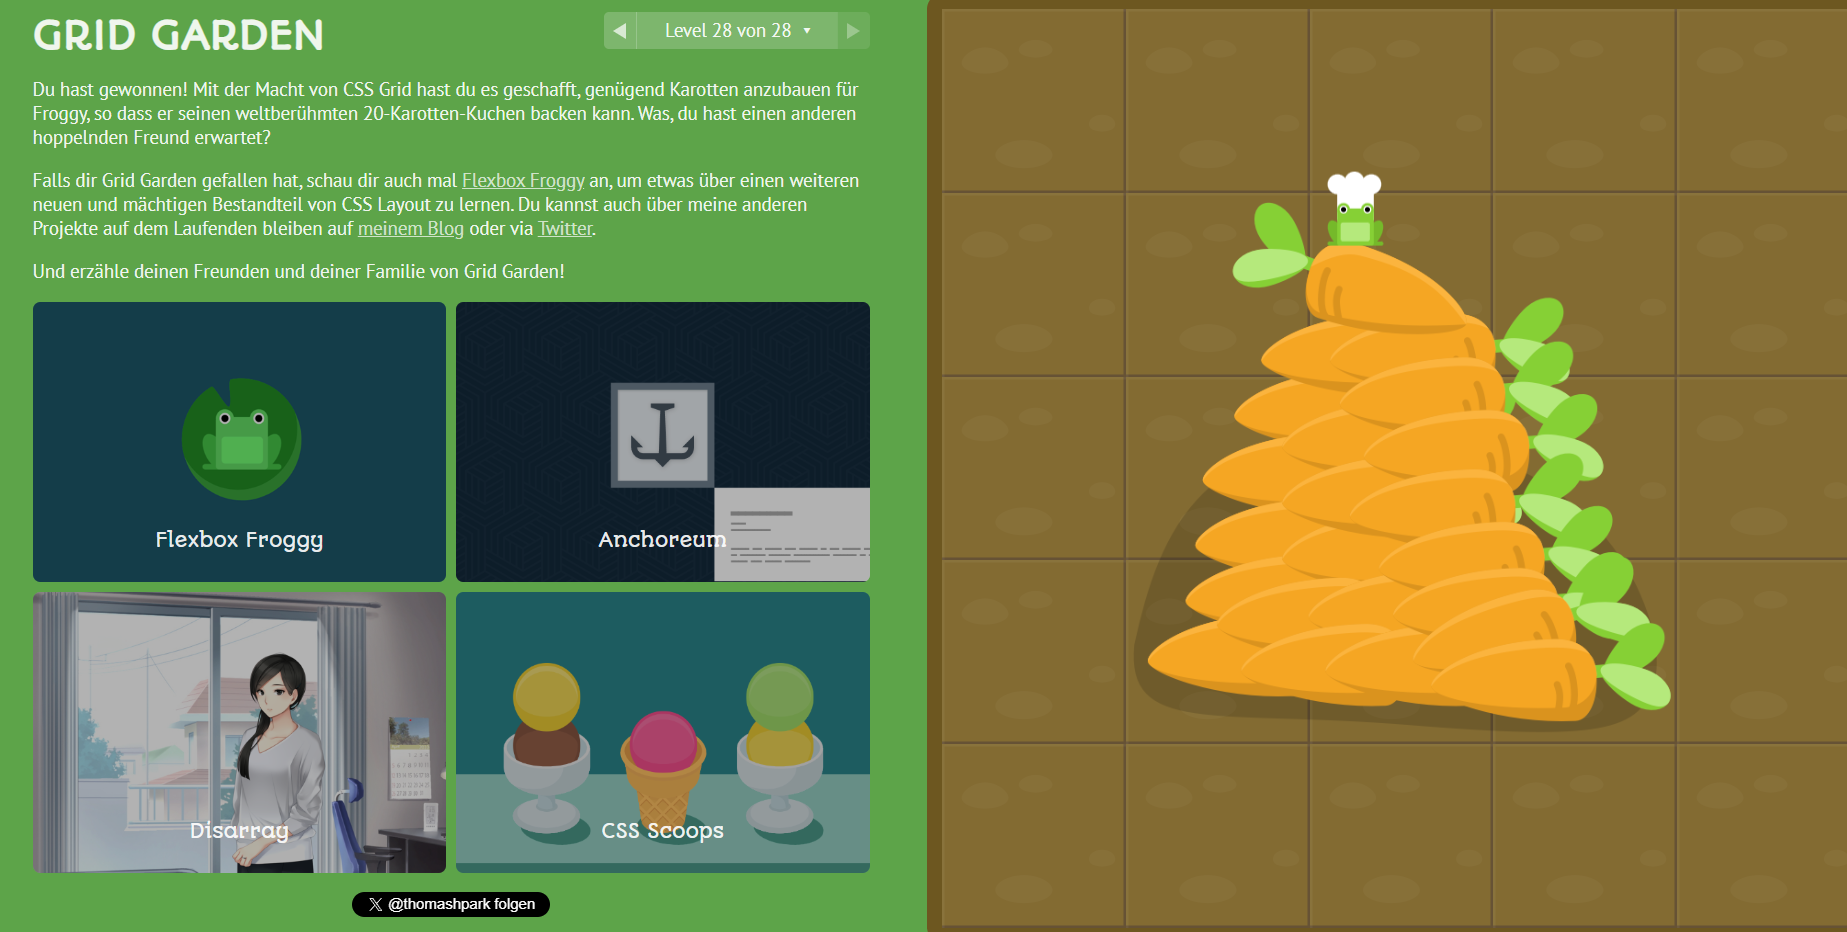 GRID GARDEN
Level 28 von 28
Du hast gewonnen! Mit der Macht von CSS Grid hast du es geschafft, genügend Karotten anzubauen für
Froggy, so dass er seinen weltberühmten 20-Karotten-Kuchen backen kann. Was, du hast einen anderen
hoppelnden Freund erwartet?
Falls dir Grid Garden gefallen hat, schau dir auch mal Flexbox Froggy an, um etwas über einen weiteren
neuen und mächtigen Bestandteil von CSS Layout zu lernen. Du kannst auch über meine anderen
Projekte auf dem Laufenden bleiben auf meinem Blog oder via Twitter.
Und erzähle deinen Freunden und deiner Familie von Grid Garden!
Flexbox Froggy
Anchoreum
Disarray
CSS Scoops
@thomashpark folgen